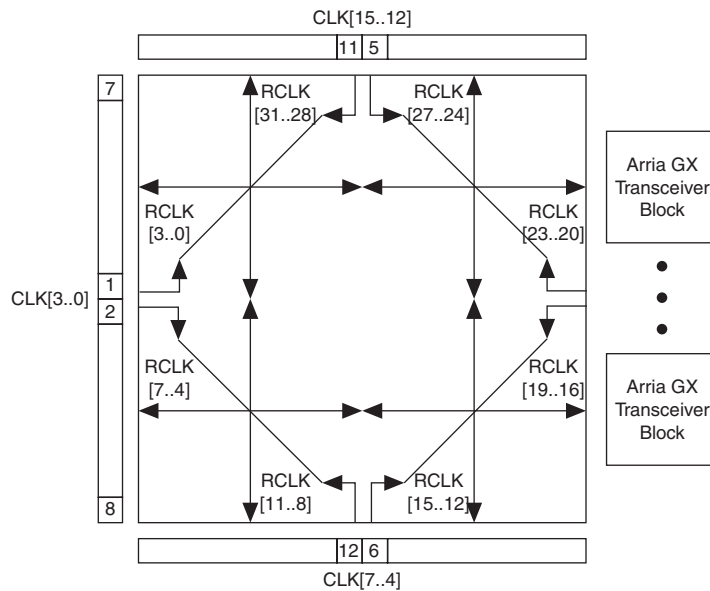 CLK[15..12]
11 5
7
RCLK
[31..28]
RCLK
[27..24]
Arria GX
Transceiver
Block
RCLK
[3..0]
RCLK
[23..20]
CLK[3..0]
1
2
RCLK
[7..4]
RCLK
[19..16]
Arria GX
Transceiver
Block
RCLK
[11..8]
RCLK
[15..12]
8
12 6
CLK[7..4]